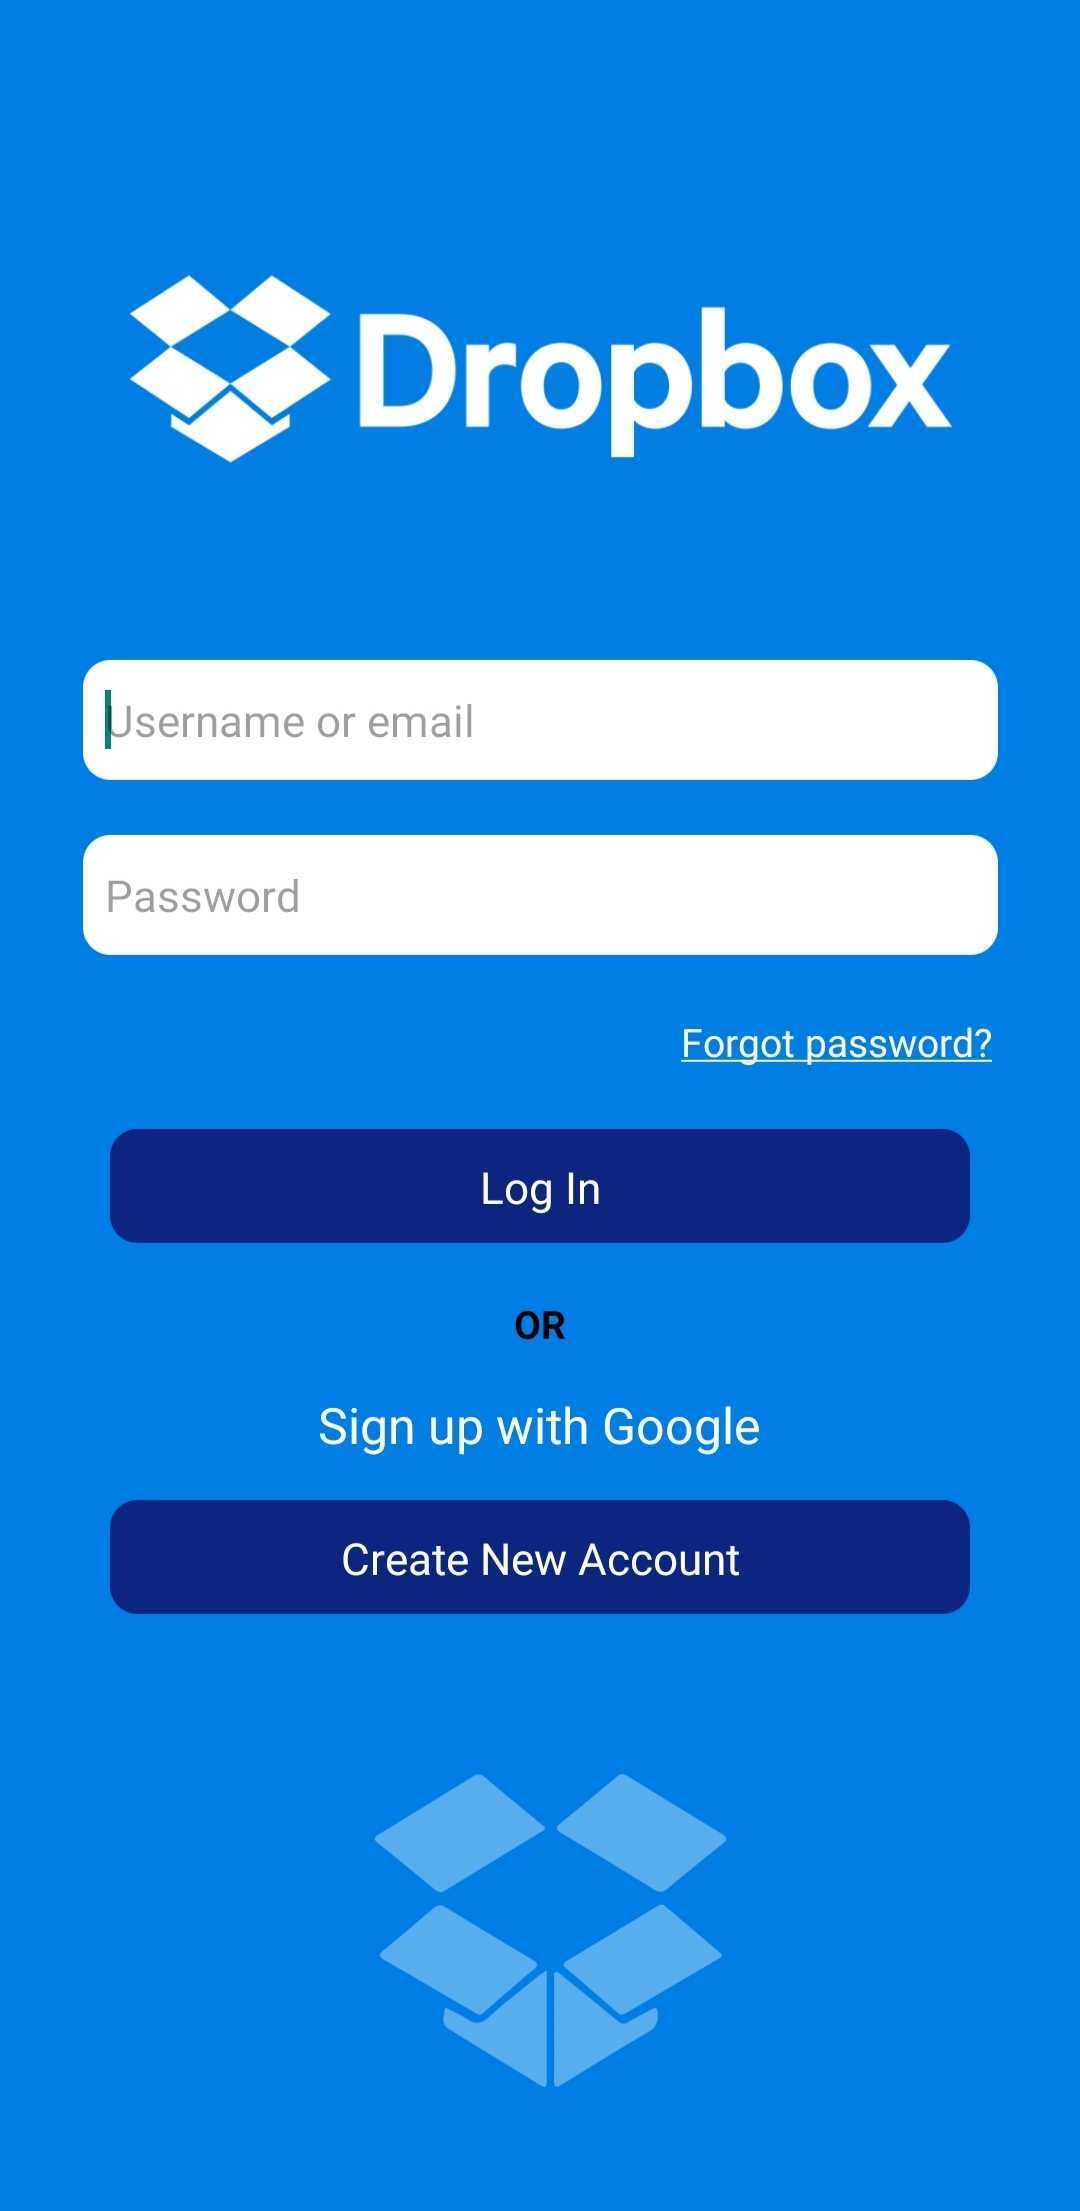 Dropbox
Username or email
Password
Forgot password?
Log In
OR
Sign up with Google
Create New Account